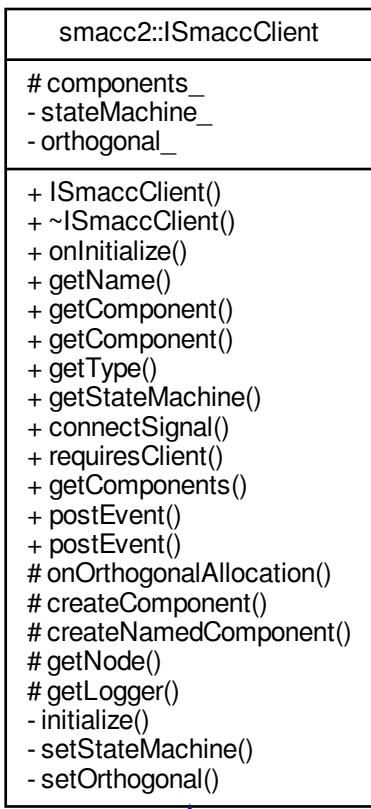 smacc2::ISmaccClient
# components_
- stateMachine_
- orthogonal_
+ ISmaccClient()
+ ~ISmaccClient()
+ onInitialize()
+ getName()
+ getComponent()
+ getComponent()
+ getType()
+ getStateMachine()
+ connectSignal()
+ requiresClient()
+ getComponents()
+ postEvent()
+ postEvent()
# onOrthogonalAllocation()
# createComponent()
# createNamedComponent()
# getNode()
# getLogger()
- initialize()
- setStateMachine()
- setOrthogonal()